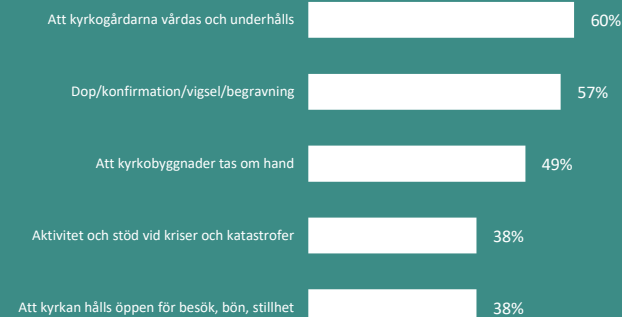 Att kyrkogårdarna vårdas och underhålls 60%
Dop/konfirmation/vigsel/begravning 57%
Att kyrkobyggnader tas om hand 49%
Aktivitet och stöd vid kriser och katastrofer 38%
Att kyrkan hålls öppen för besök, bön, stillhet 38%